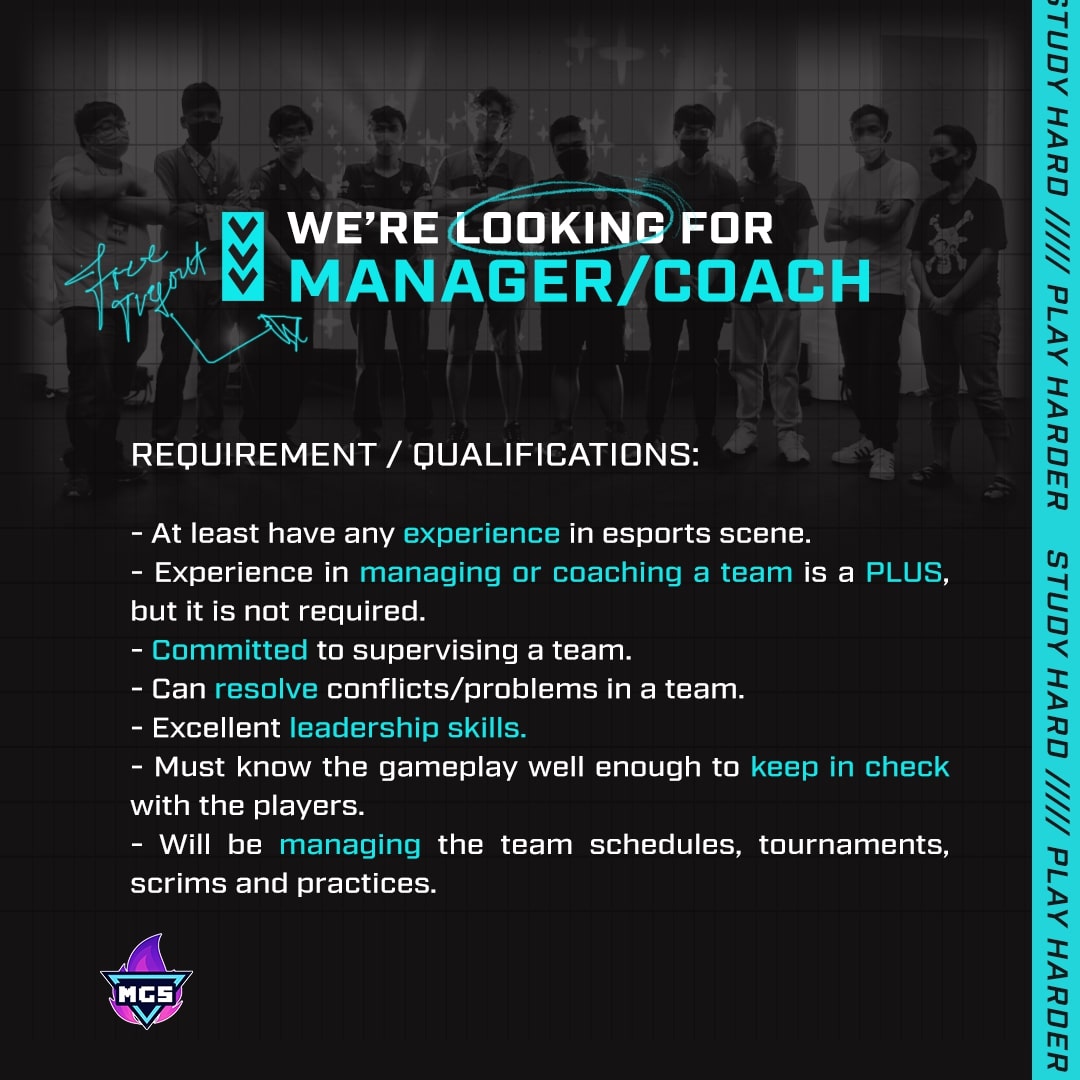 WE'RE LOOKING FOR
MANAGER/COACH
Free
Tryout
REQUIREMENT / QUALIFICATIONS:
- At least have any experience in esports scene.
- Experience in managing or coaching a team is a PLUS,
but it is not required.
- Committed to supervising a team.
- Can resolve conflicts/problems in a team.
- Excellent leadership skills.
- Must know the gameplay well enough to keep in check
with the players.
- Will be managing the team schedules, tournaments,
scrims and practices.
MGS
STUDY HARD ///// PLAY HARDER STUDY HARD ///// PLAY HARDER